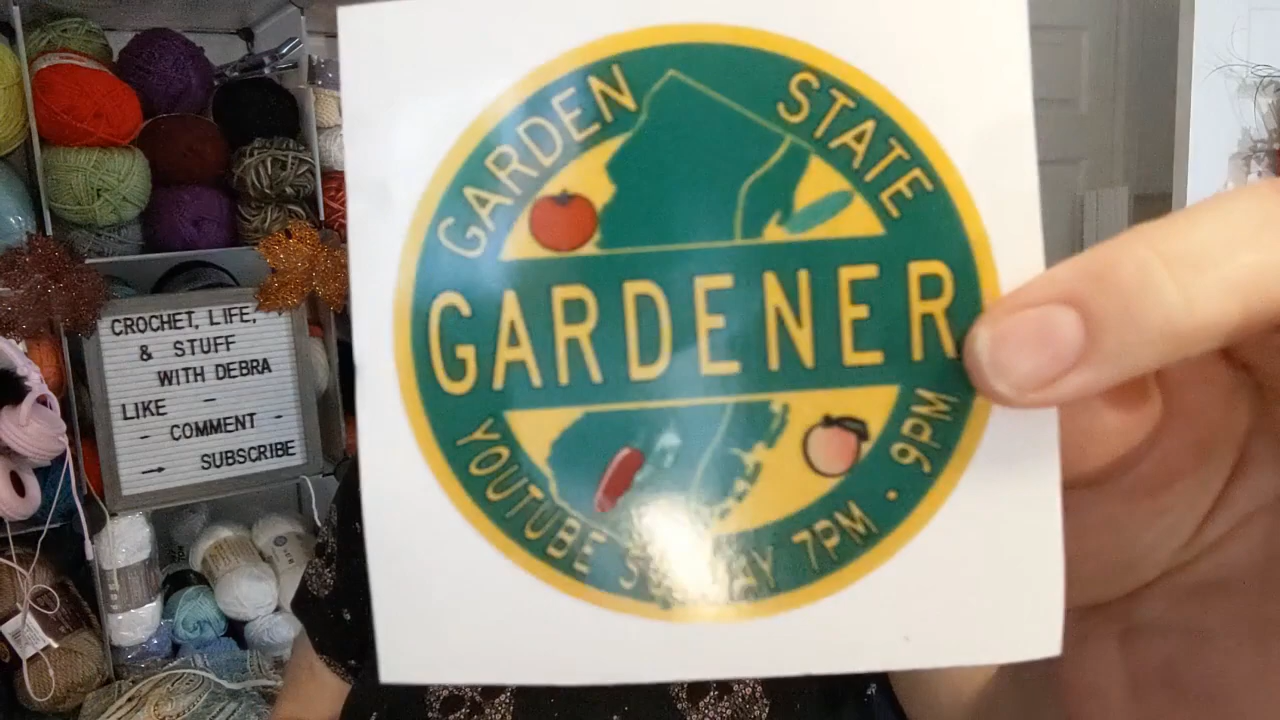 GARDEN STATE
GARDENER
YOUTUBE 7PM • 9PM
CROCHET, LIFE,
& STUFF
WITH DEBRA
LIKE -
- COMMENT -
→ SUBSCRIBE